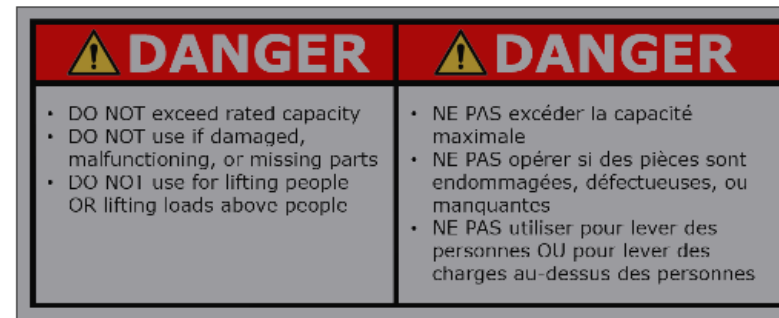 DANGER
• DO NOT exceed rated capacity
• DO NOT use if damaged,
malfunctioning, or missing parts
• DO NOT use for lifting people
OR lifting loads above people
DANGER
• NE PAS excéder la capacité
maximale
• NE PAS opérer si des pièces sont
endommagées, défectueuses, ou
manquantes
• NE PAS utiliser pour lever des
personnes OU pour lever des
charges au-dessus des personnes